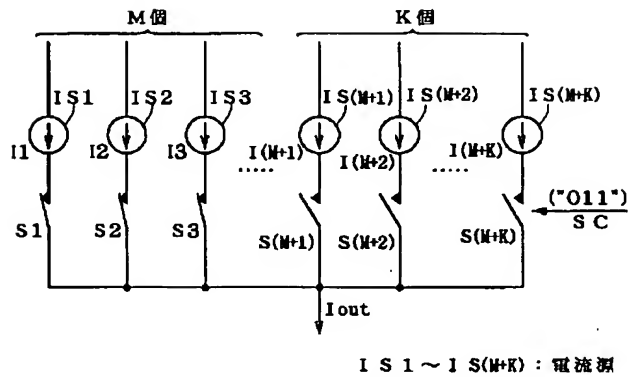 M個 K個
IS1 IS2 IS3 IS(M+1) IS(M+2) IS(M+K)
I1 I2 I3 ..... I(M+1) I(M+2) ..... I(M+K)
("011")
SC
S1 S2 S3 S(M+1) S(M+2) S(M+K)
Iout
IS1～IS(M+K)：電流源